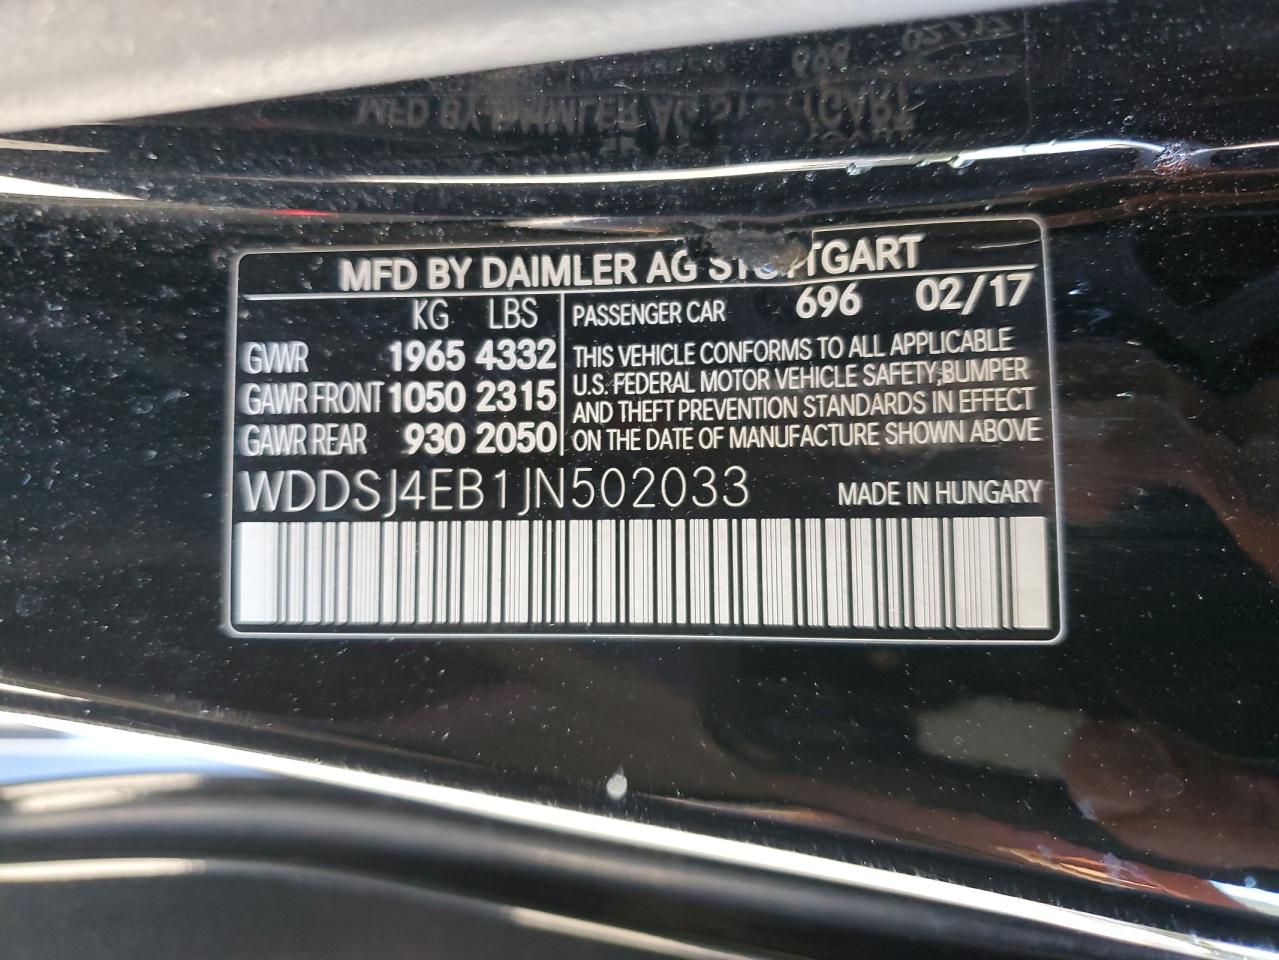 MFD BY DAIMLER AG STUTTGART
KG LBS
GVWR 1965 4332
GAWR FRONT 1050 2315
GAWR REAR 930 2050
PASSENGER CAR 696 02/17
THIS VEHICLE CONFORMS TO ALL APPLICABLE
U.S. FEDERAL MOTOR VEHICLE SAFETY,BUMPER
AND THEFT PREVENTION STANDARDS IN EFFECT
ON THE DATE OF MANUFACTURE SHOWN ABOVE
WDDSJ4EB1JN502033 MADE IN HUNGARY